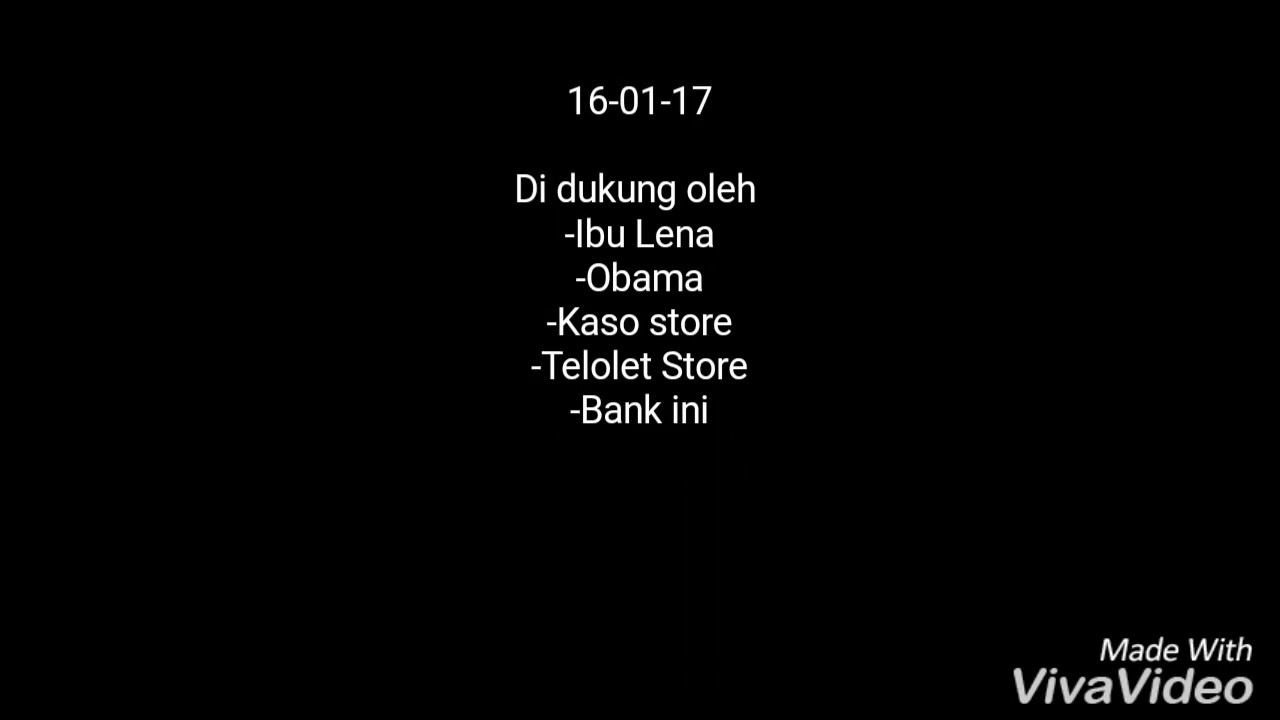 16-01-17
Di dukung oleh
-Ibu Lena
-Obama
-Kaso store
-Telolet Store
-Bank ini
Made With
VivaVideo